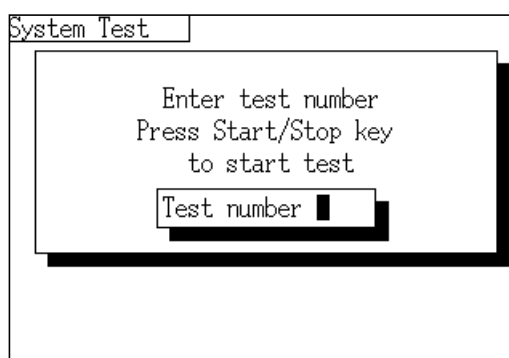 System Test
Enter test number
Press Start/Stop key
to start test
Test number